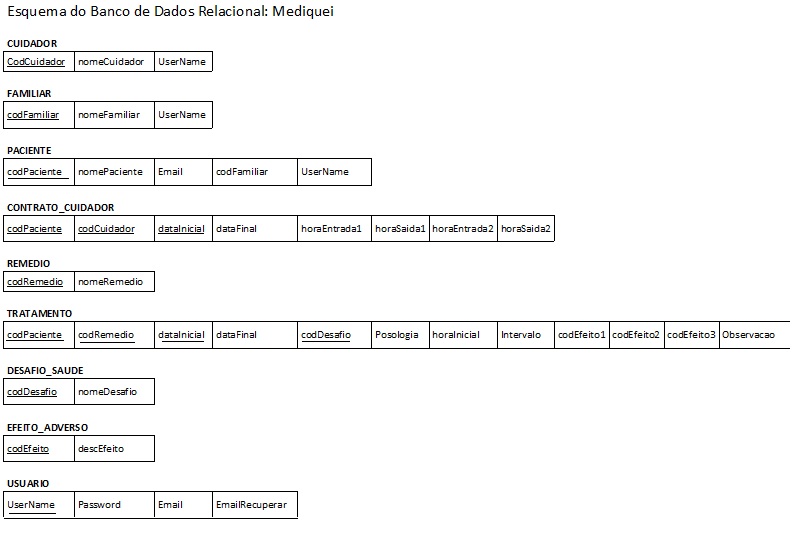 Esquema do Banco de Dados Relacional: Mediquei
CUIDADOR
CodCuidador nomeCuidador UserName
FAMILIAR
codFamiliar nomeFamiliar UserName
PACIENTE
codPaciente nomePaciente Email codFamiliar UserName
CONTRATO_CUIDADOR
codPaciente codCuidador dataInicial dataFinal horaEntrada1 horaSaida1 horaEntrada2 horaSaida2
REMEDIO
codRemedio nomeRemedio
TRATAMENTO
codPaciente codRemedio dataInicial dataFinal codDesafio Posologia horaInicial Intervalo codEfeito1 codEfeito2 codEfeito3 Observacao
DESAFIO_SAUDE
codDesafio nomeDesafio
EFEITO_ADVERSO
codEfeito descEfeito
USUARIO
UserName Password Email EmailRecuperar